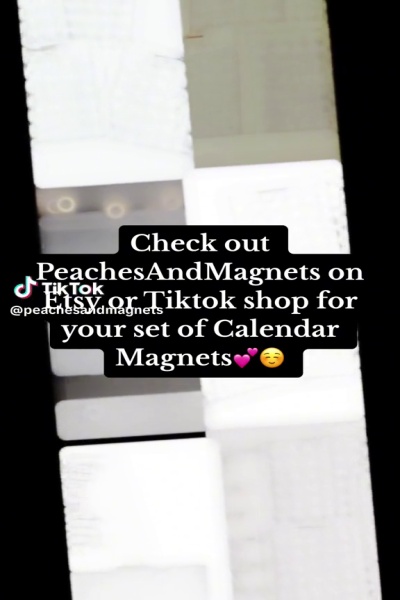 Check out
PeachesAndMagnets on
TikTok
Etsy or Tiktok shop for
@peachesandmagnets
your set of Calendar
Magnets💕☺️